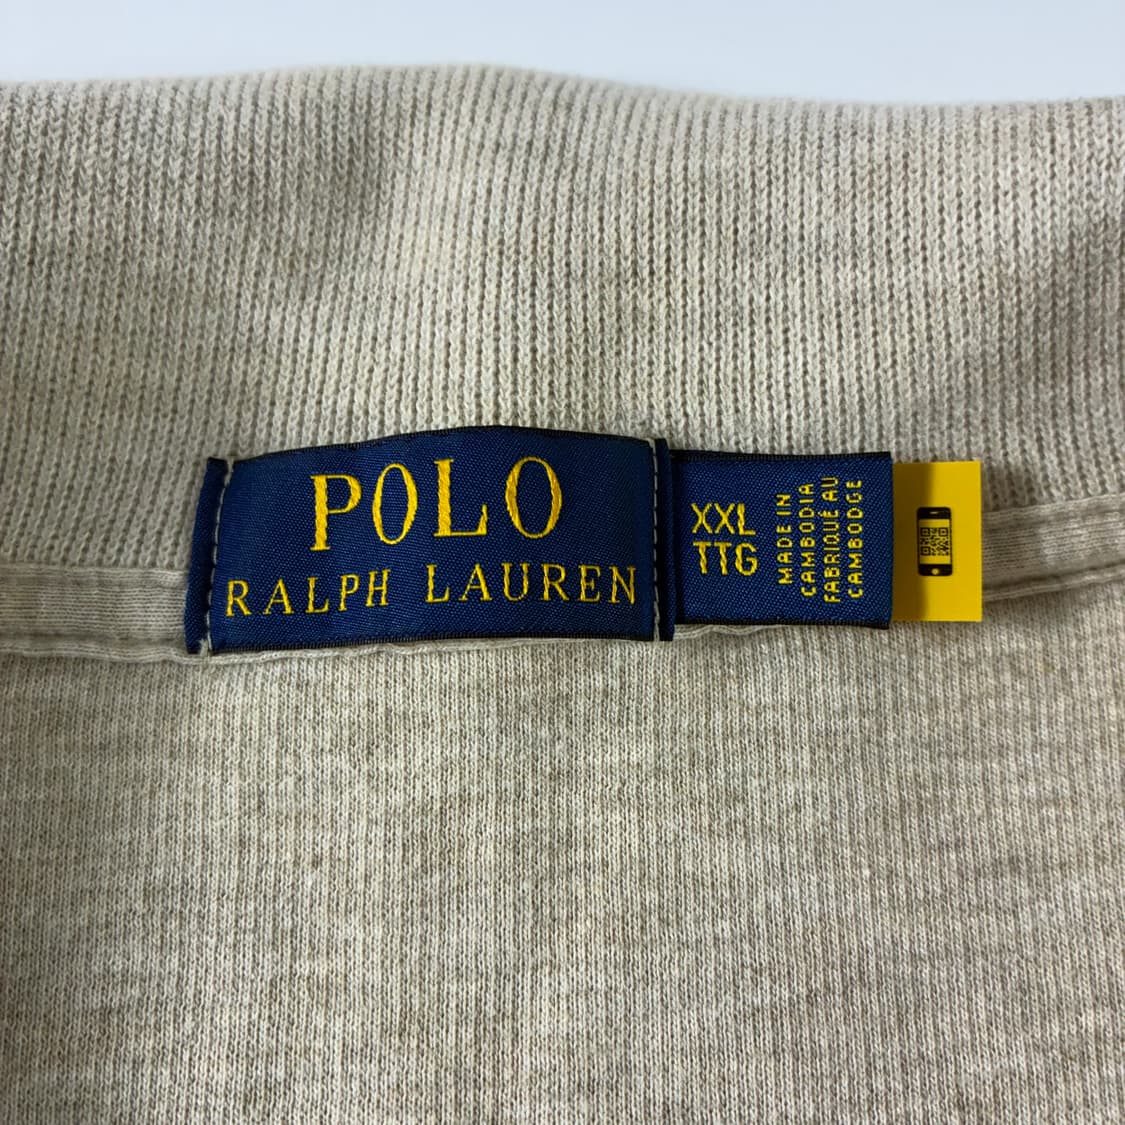 POLO
RALPH LAUREN
XXL
TTG
MADE IN
CAMBODIA
FABRIQUÉ AU
CAMBODGE